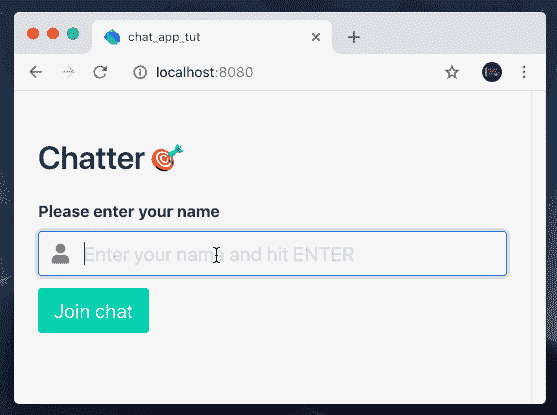 chat_app_tut
localhost:8080
Chatter
Please enter your name
Enter your name and hit ENTER
Join chat